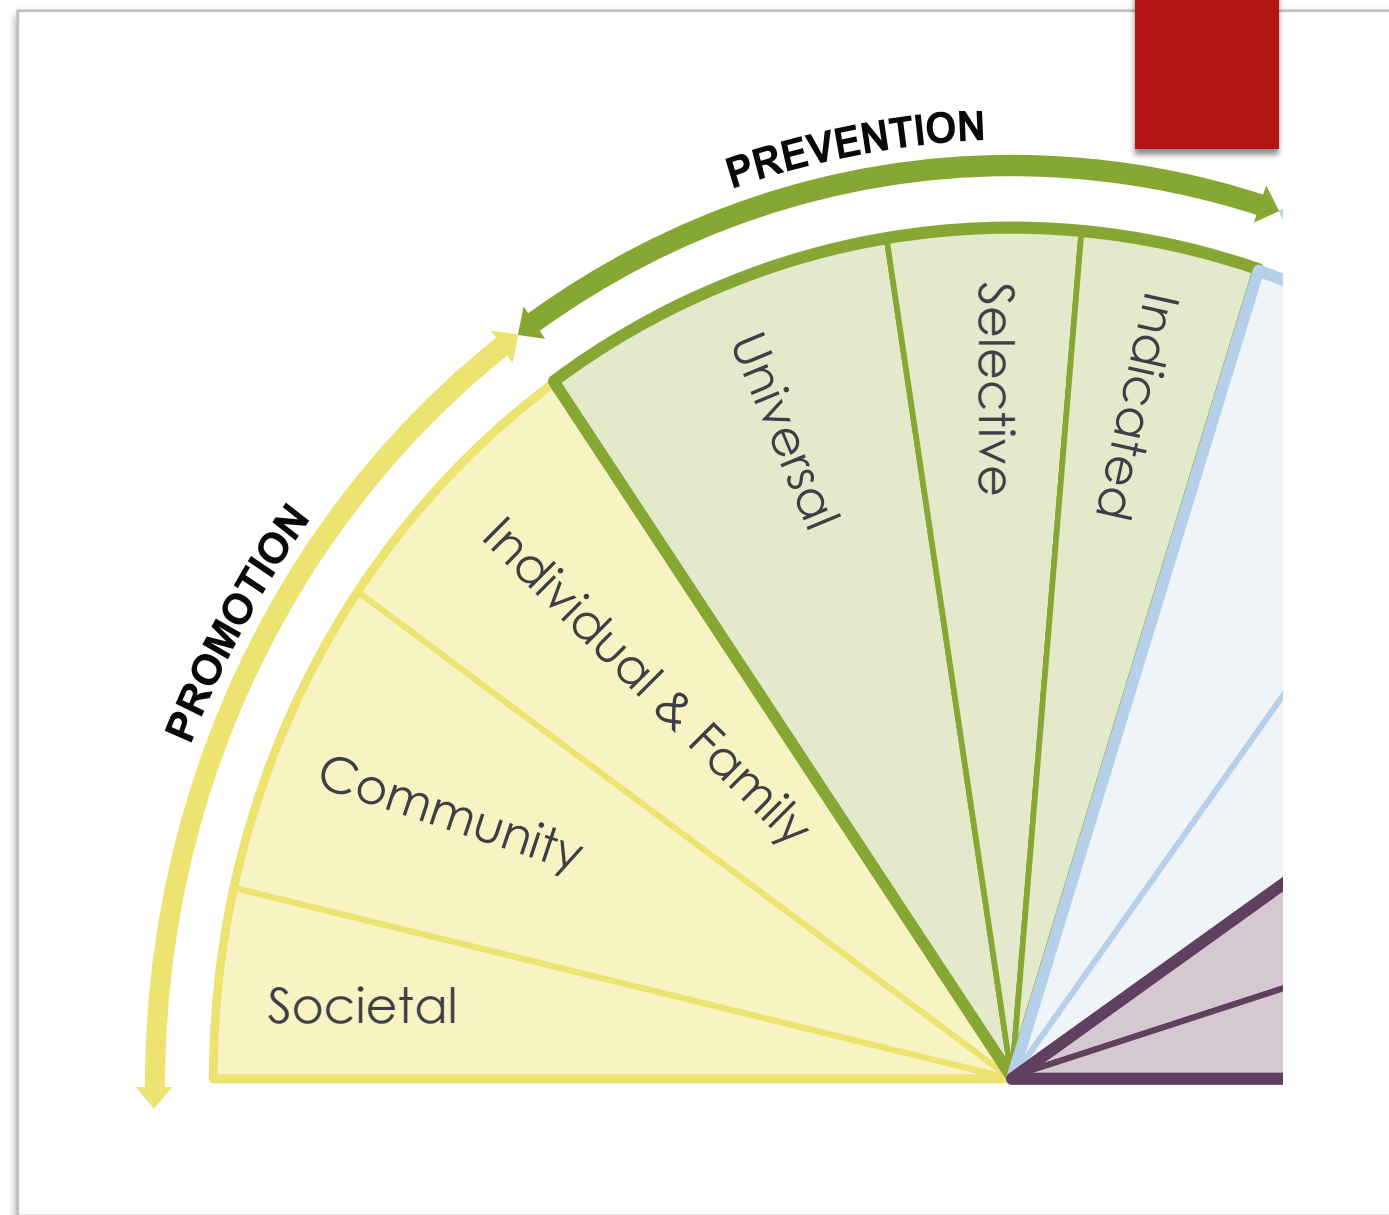 PROMOTION
PREVENTION
Societal
Community
Individual & Family
Universal
Selective
Indicated